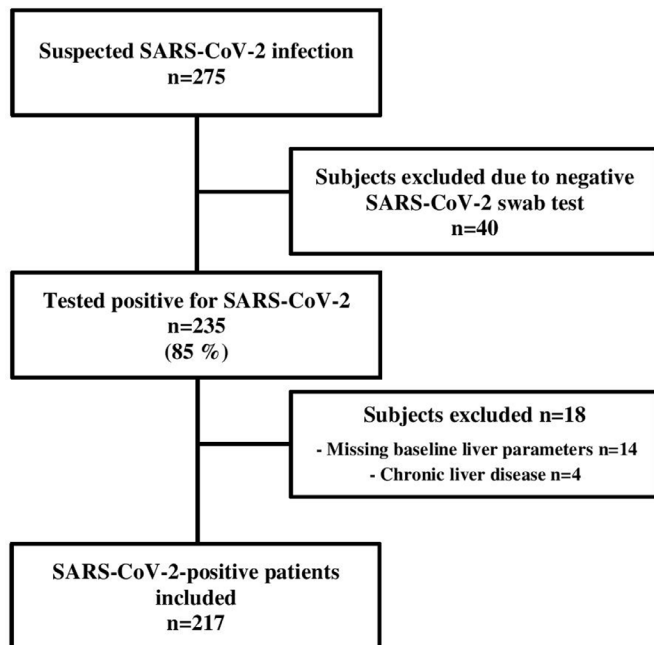 Suspected SARS-CoV-2 infection
n=275
Subjects excluded due to negative
SARS-CoV-2 swab test
n=40
Tested positive for SARS-CoV-2
n=235
(85 %)
Subjects excluded n=18
- Missing baseline liver parameters n=14
- Chronic liver disease n=4
SARS-CoV-2-positive patients
included
n=217